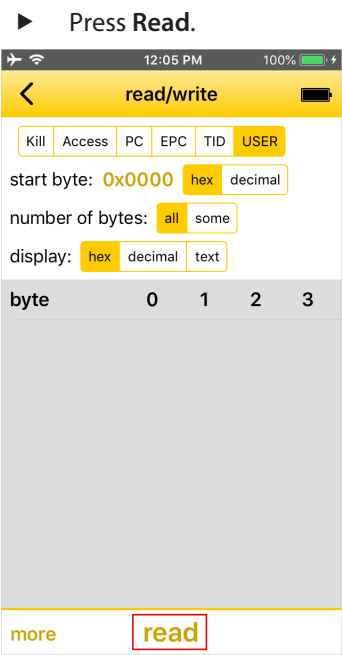 ► Press Read.
12:05 PM 100%
read/write
Kill Access PC EPC TID USER
start byte: 0x0000 hex decimal
number of bytes: all some
display: hex decimal text
byte 0 1 2 3
more read